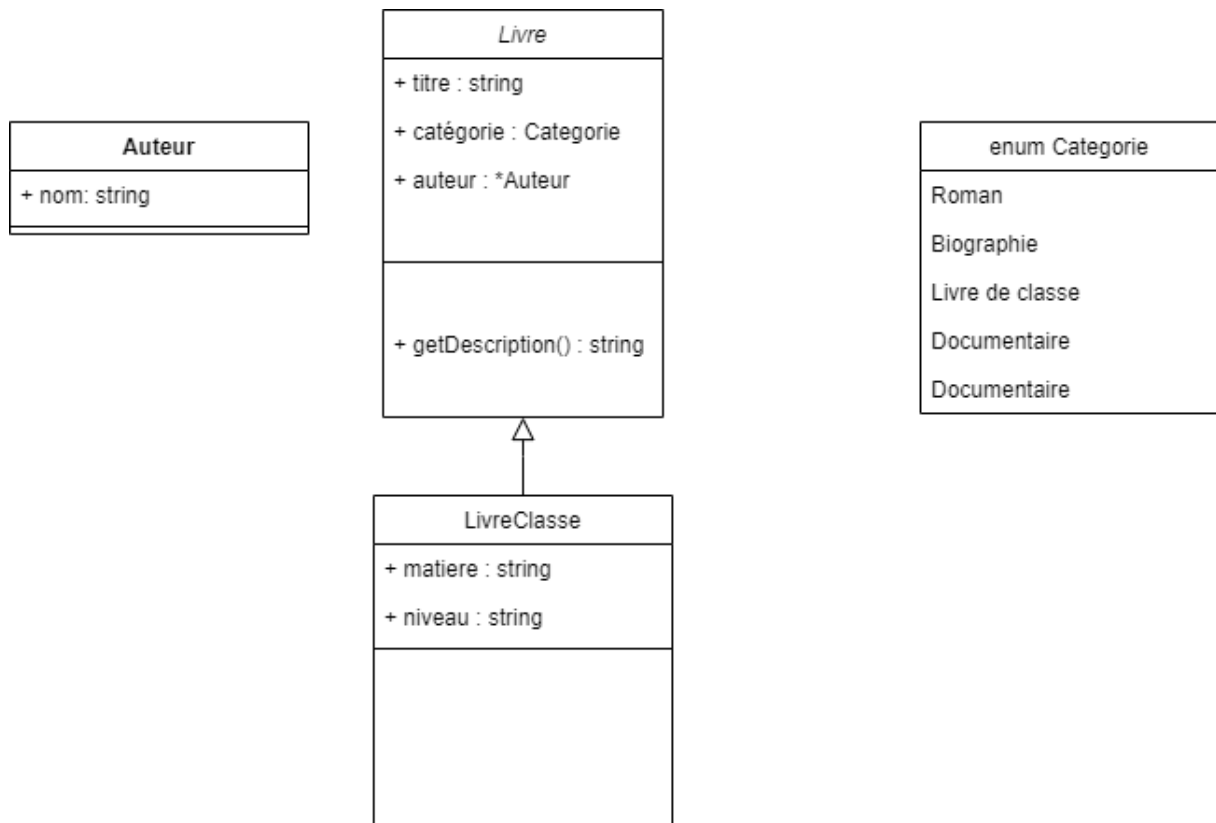 Livre
+ titre : string
+ catégorie : Categorie
+ auteur : *Auteur
+ getDescription() : string
Auteur
+ nom: string
enum Categorie
Roman
Biographie
Livre de classe
Documentaire
Documentaire
LivreClasse
+ matiere : string
+ niveau : string